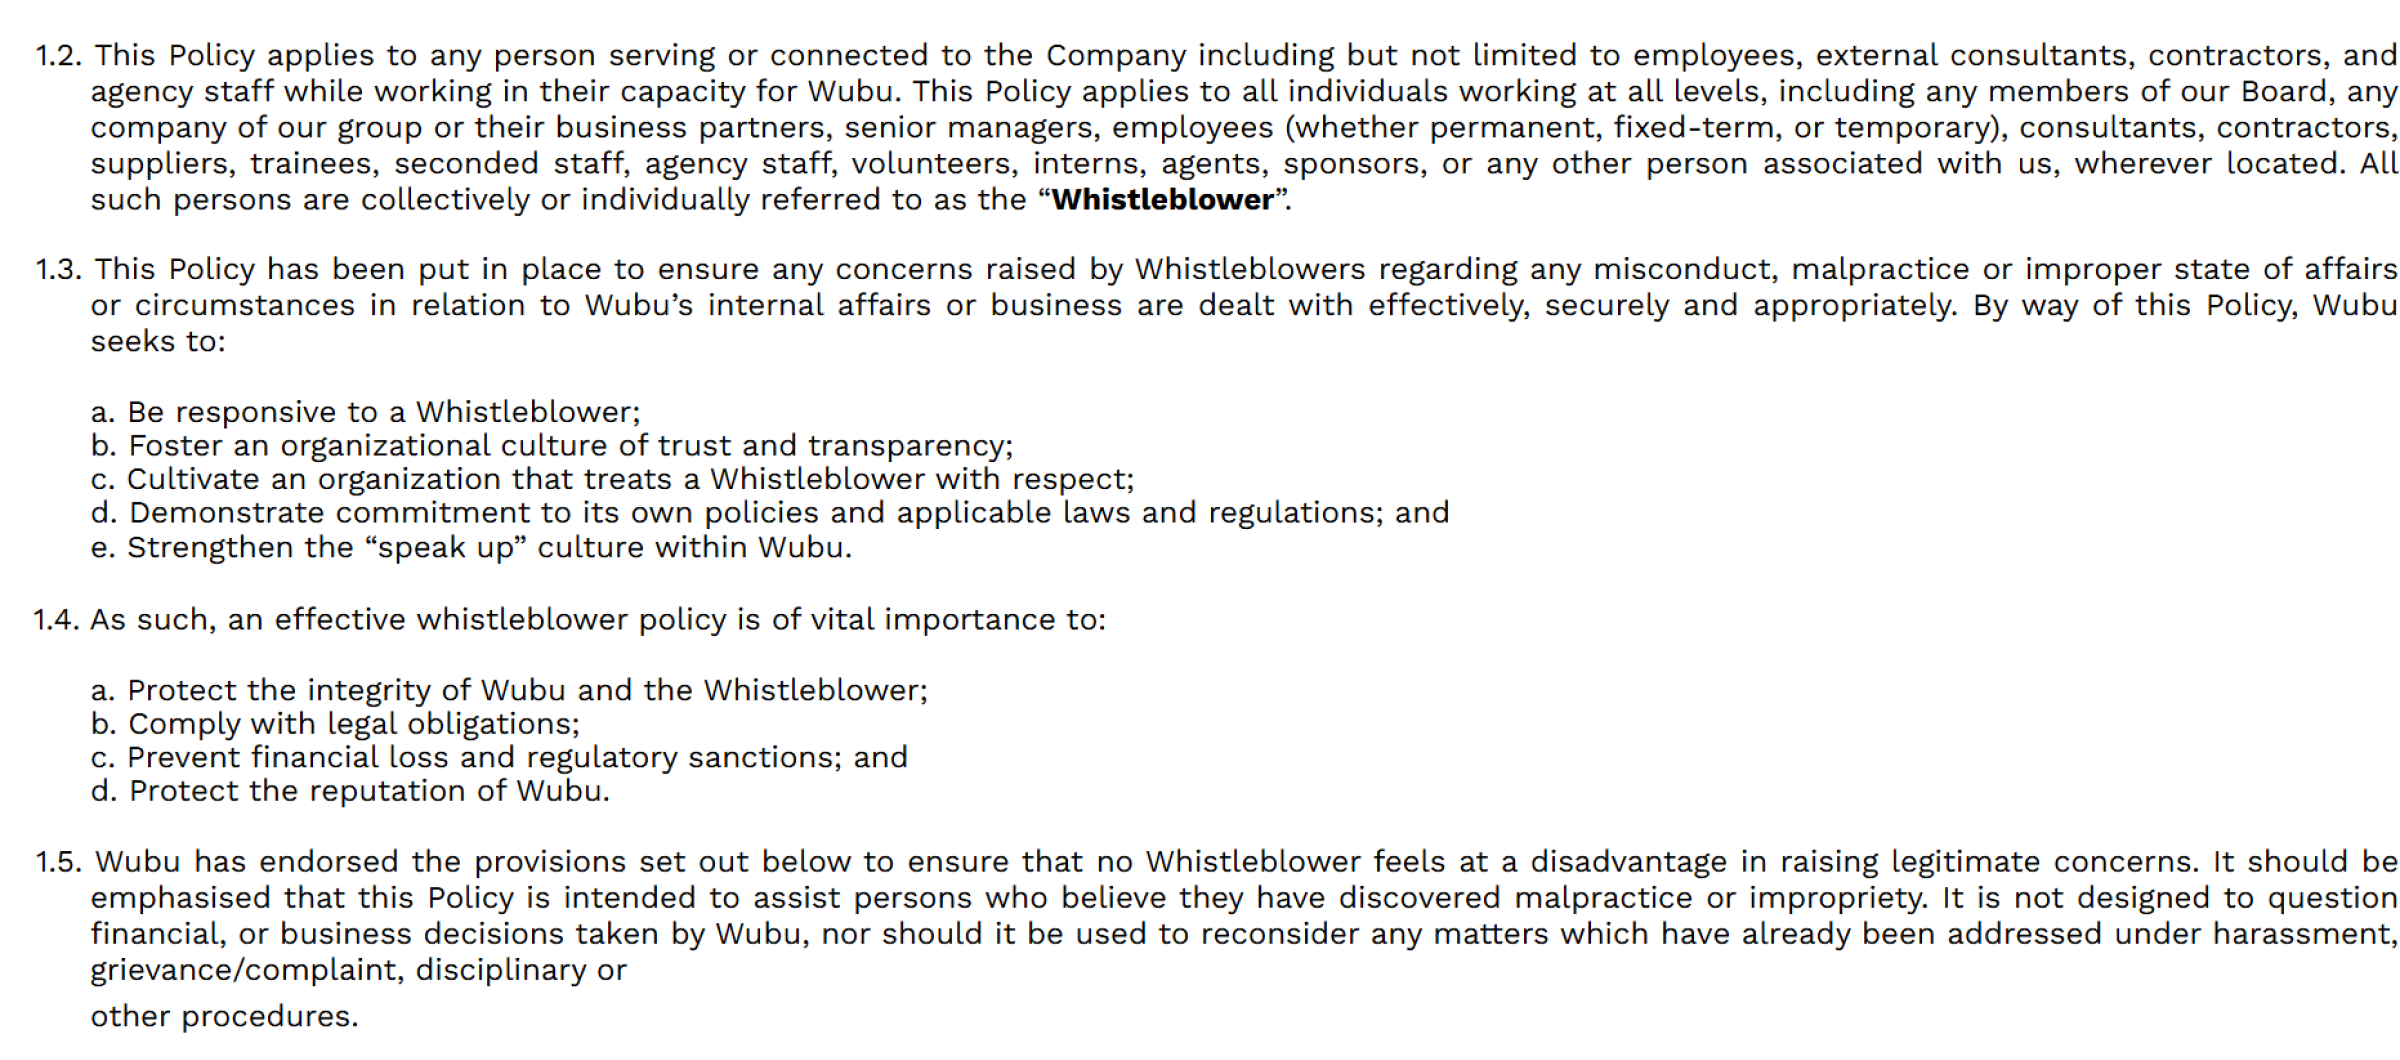 1.2. This Policy applies to any person serving or connected to the Company including but not limited to employees, external consultants, contractors, and
agency staff while working in their capacity for Wubu. This Policy applies to all individuals working at all levels, including any members of our Board, any
company of our group or their business partners, senior managers, employees (whether permanent, fixed-term, or temporary), consultants, contractors,
suppliers, trainees, seconded staff, agency staff, volunteers, interns, agents, sponsors, or any other person associated with us, wherever located. All
such persons are collectively or individually referred to as the “Whistleblower”.
1.3. This Policy has been put in place to ensure any concerns raised by Whistleblowers regarding any misconduct, malpractice or improper state of affairs
or circumstances in relation to Wubu’s internal affairs or business are dealt with effectively, securely and appropriately. By way of this Policy, Wubu
seeks to:
a. Be responsive to a Whistleblower;
b. Foster an organizational culture of trust and transparency;
c. Cultivate an organization that treats a Whistleblower with respect;
d. Demonstrate commitment to its own policies and applicable laws and regulations; and
e. Strengthen the “speak up” culture within Wubu.
1.4. As such, an effective whistleblower policy is of vital importance to:
a. Protect the integrity of Wubu and the Whistleblower;
b. Comply with legal obligations;
c. Prevent financial loss and regulatory sanctions; and
d. Protect the reputation of Wubu.
1.5. Wubu has endorsed the provisions set out below to ensure that no Whistleblower feels at a disadvantage in raising legitimate concerns. It should be
emphasised that this Policy is intended to assist persons who believe they have discovered malpractice or impropriety. It is not designed to question
financial, or business decisions taken by Wubu, nor should it be used to reconsider any matters which have already been addressed under harassment,
grievance/complaint, disciplinary or
other procedures.